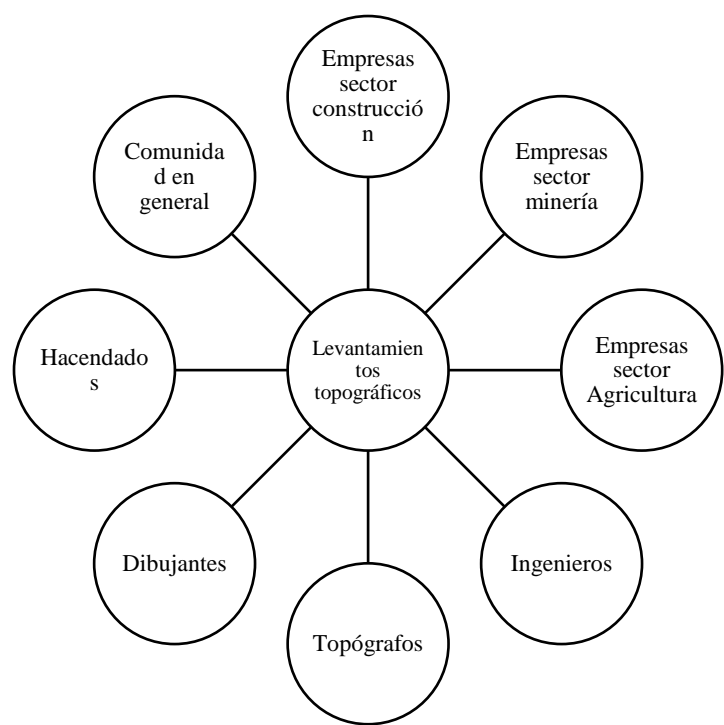 Empresas
sector
construcció
n
Empresas
sector
minería
Empresas
sector
Agricultura
Ingenieros
Topógrafos
Dibujantes
Hacendado
s
Comunida
d en
general
Levantamien
tos
topográficos